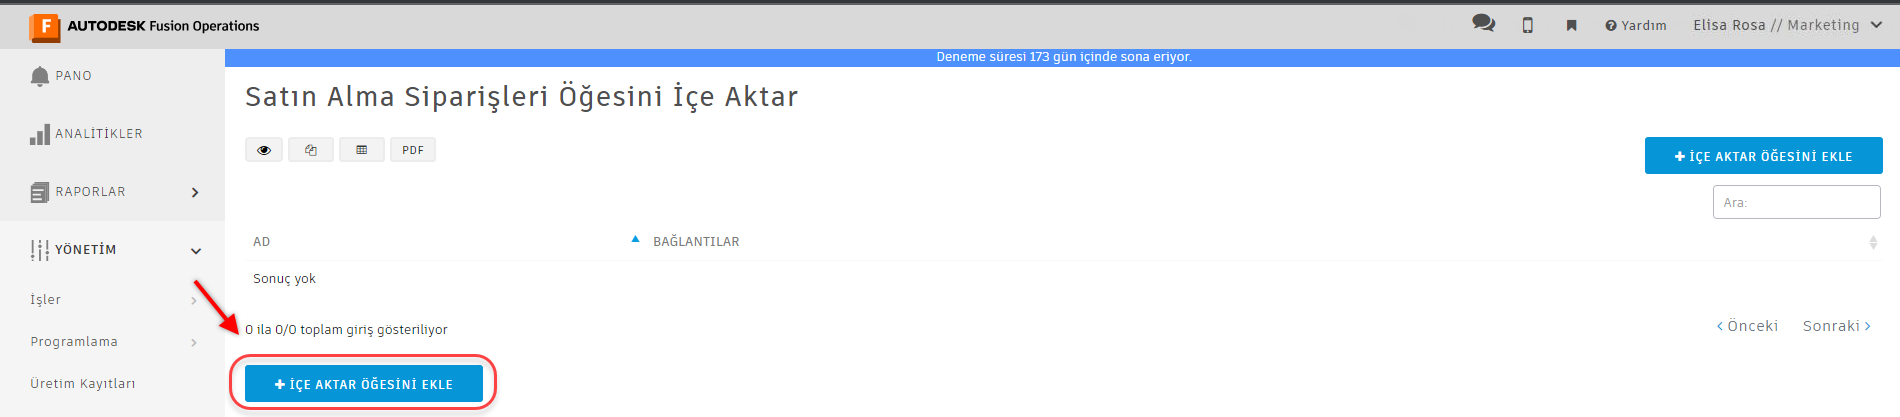 F AUTODESK Fusion Operations
Yardım
Elisa Rosa // Marketing
Deneme süresi 173 gün içinde sona eriyor.
PANO
ANALİTİKLER
RAPORLAR
YÖNETİM
İşler
Programlama
Üretim Kayıtları
Satın Alma Siparişleri Öğesini İçe Aktar
PDF
+ İÇE AKTAR ÖĞESİNİ EKLE
Ara:
AD
BAĞLANTILAR
Sonuç yok
0 ila 0/0 toplam giriş gösteriliyor
< Önceki
Sonraki >
+ İÇE AKTAR ÖĞESİNİ EKLE